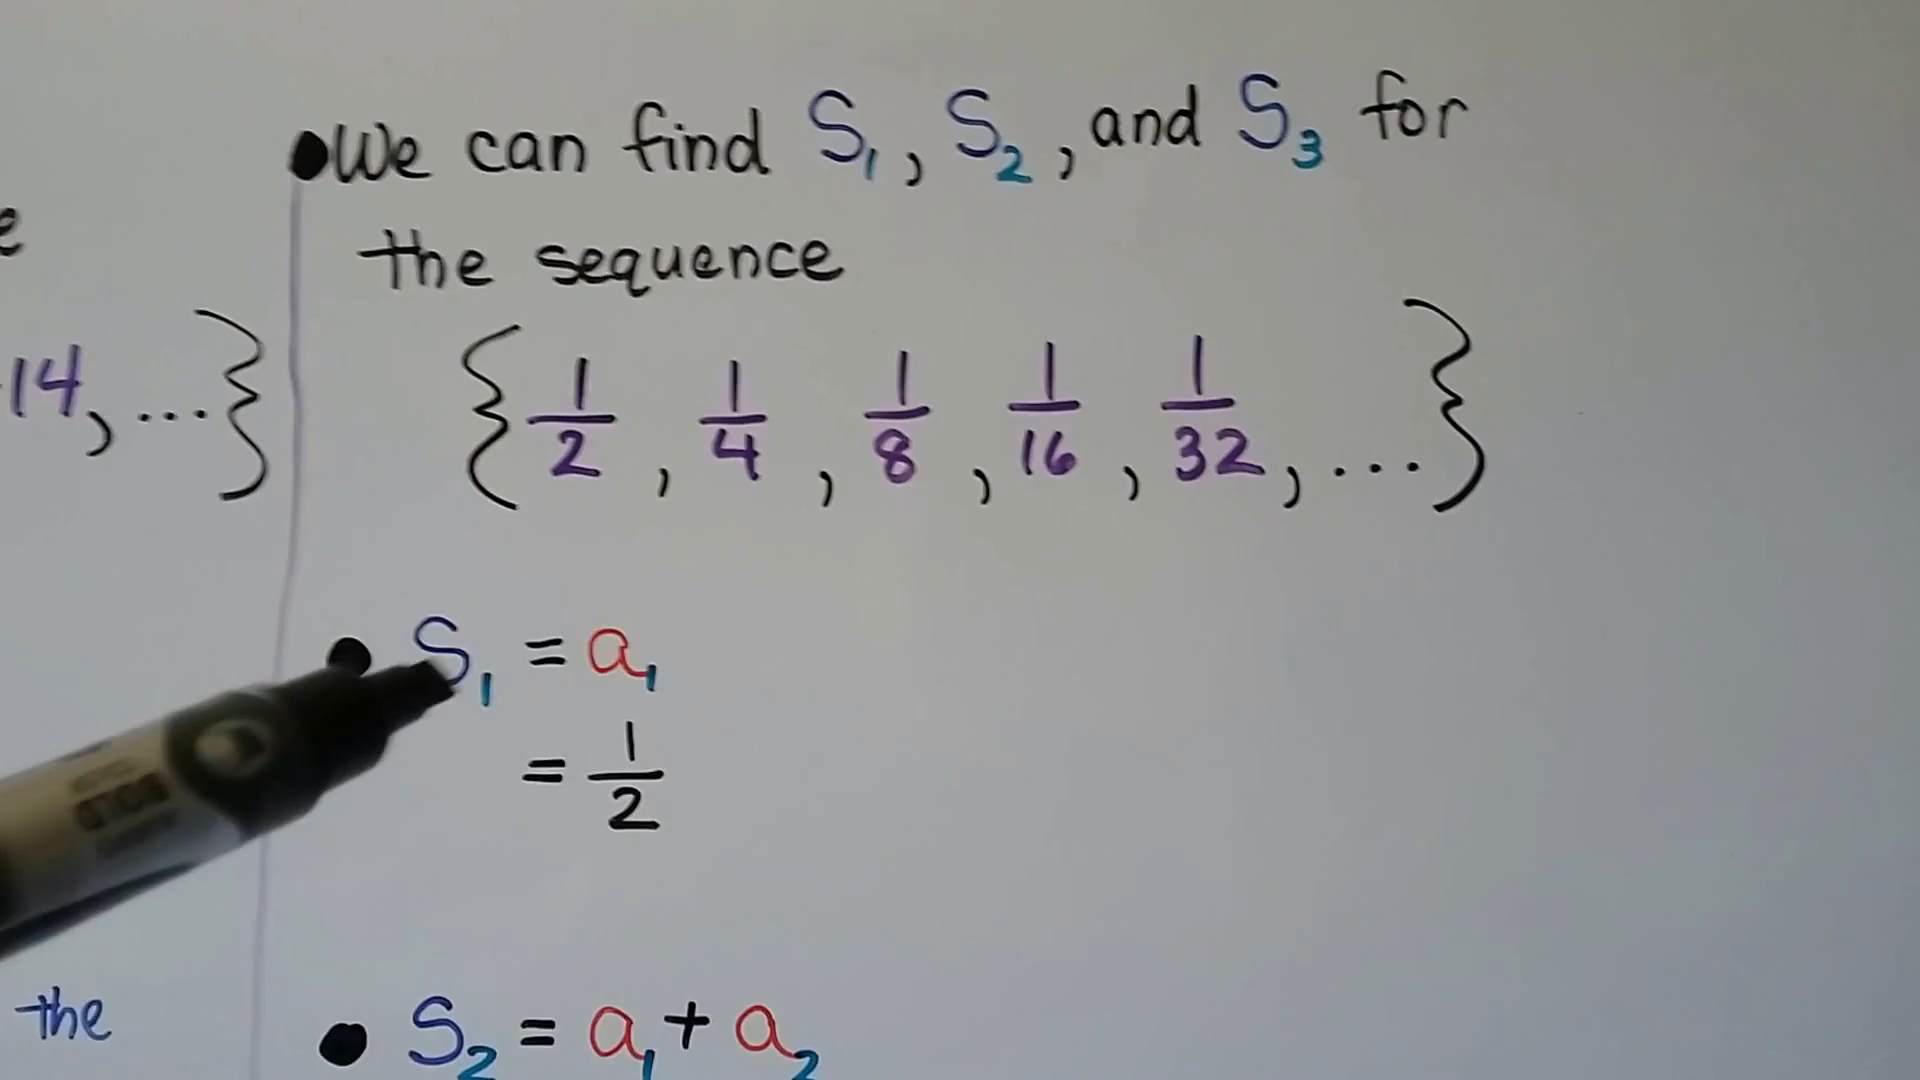 e
14, ...}
the
•We can find S₁, S₂, and S₃ for
the sequence
{1/2, 1/4, 1/8, 1/16, 1/32, ...}
• S₁ = a₁
= 1/2
• S₂ = a₁ + a₂
BOLD